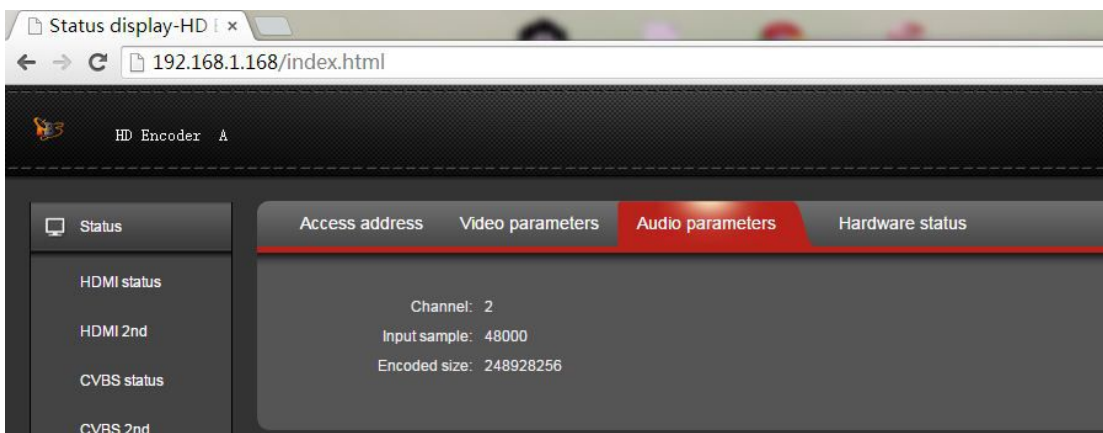 Status display-HD E
192.168.1.168/index.html
HD Encoder A
Status
Access address Video parameters Audio parameters Hardware status
HDMI status
HDMI 2nd
CVBS status
CVBS 2nd
Channel: 2
Input sample: 48000
Encoded size: 248928256